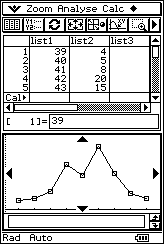 Zoom Analyse Calc
list1 list2 list3
1 39 4
2 40 5
3 41 8
4 42 20
5 43 15
Cal
[ 1]= 39
Rad Auto